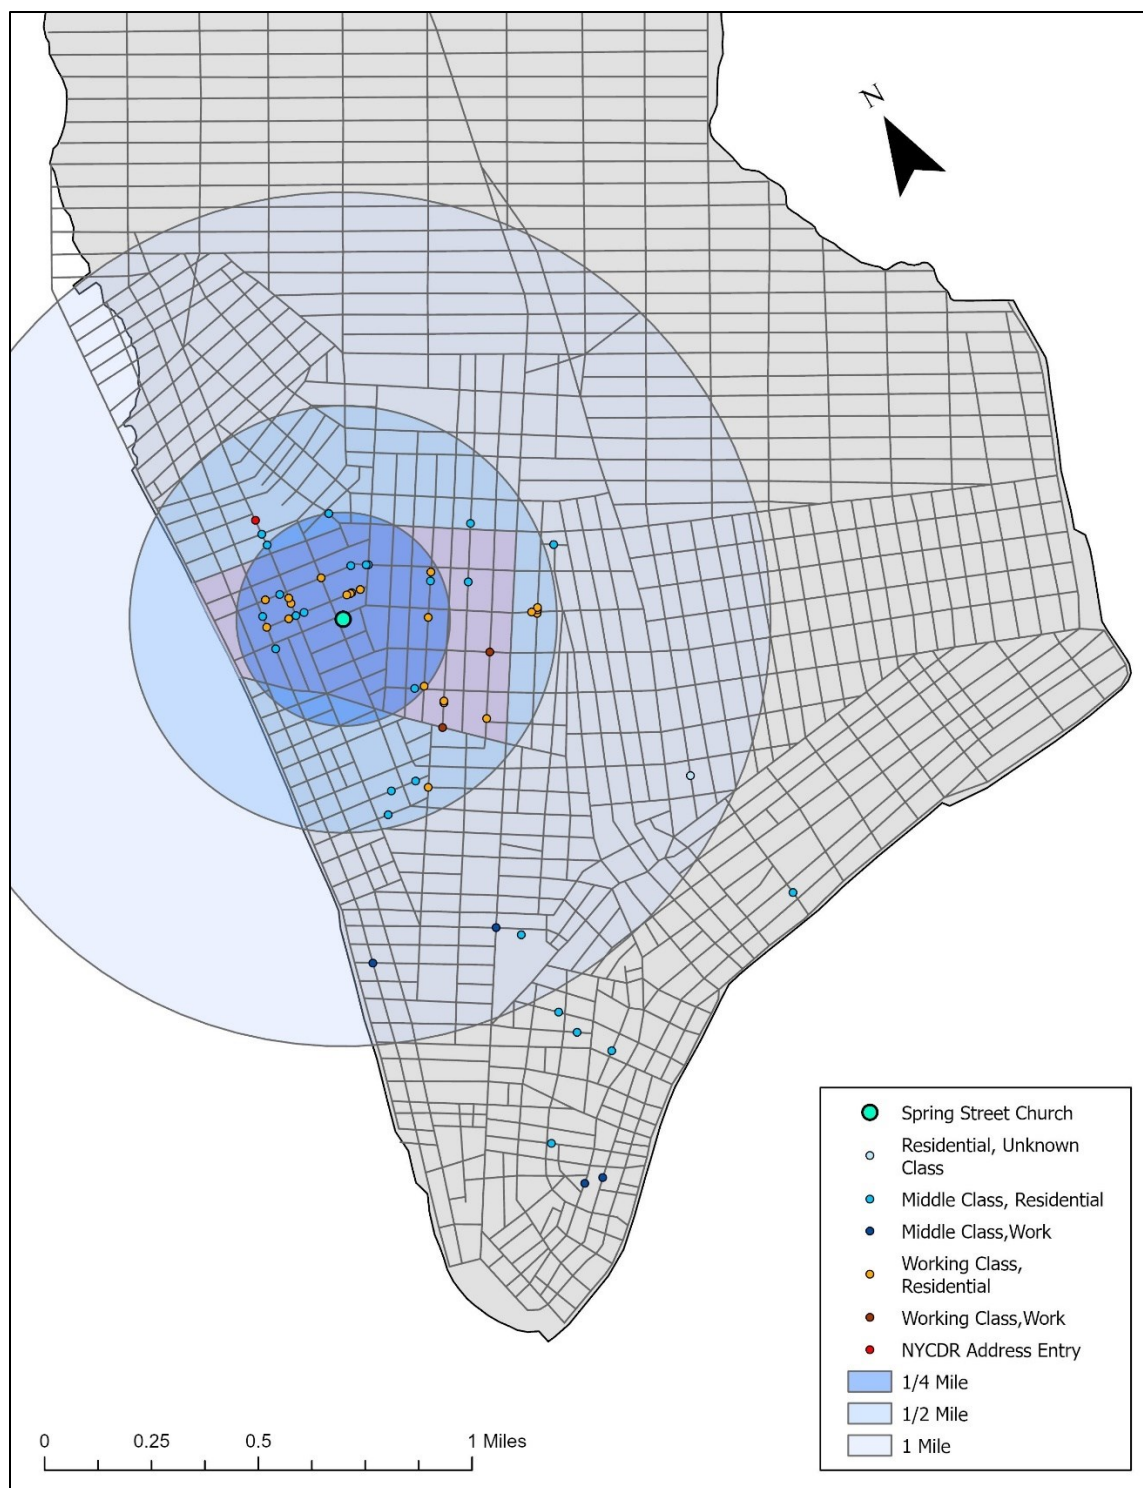 N
Spring Street Church
Residential, Unknown
Class
Middle Class, Residential
Middle Class,Work
Working Class,
Residential
Working Class,Work
NYCDR Address Entry
1/4 Mile
1/2 Mile
1 Mile
0 0.25 0.5 1 Miles